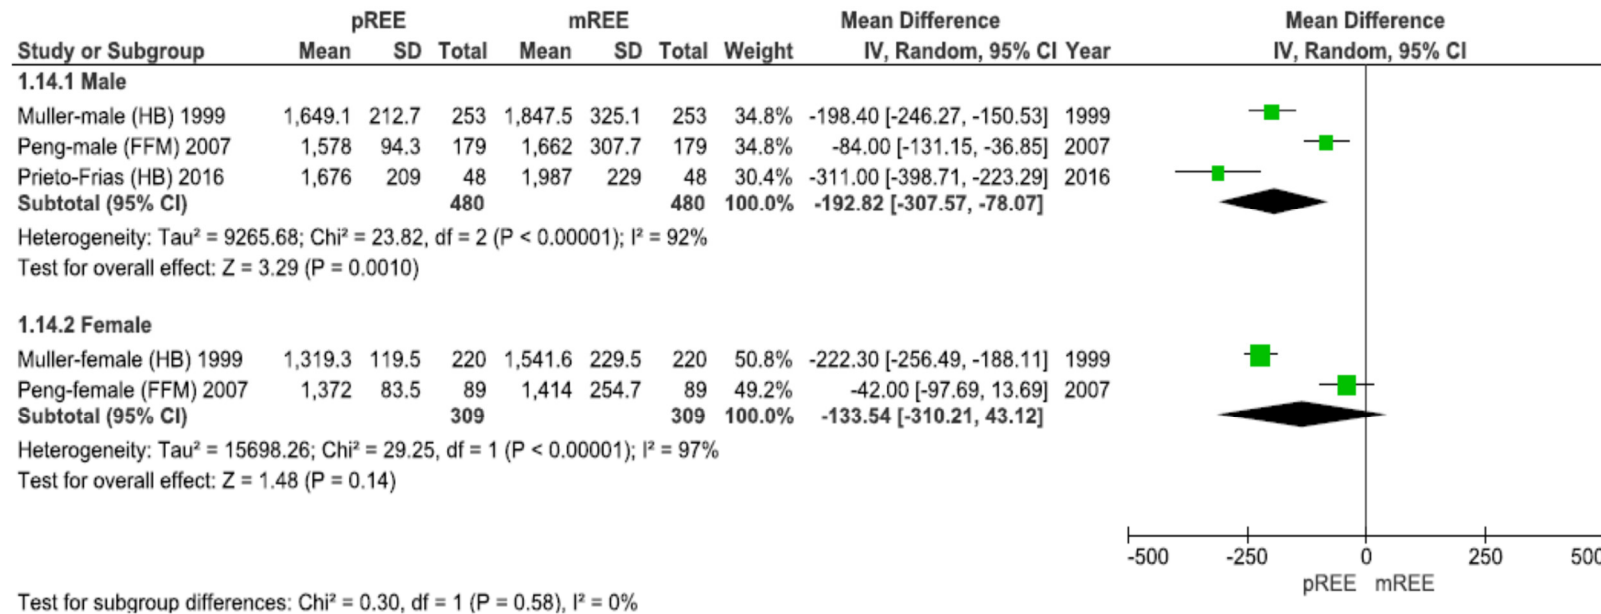 pREE mREE Mean Difference Mean Difference
Study or Subgroup Mean SD Total Mean SD Total Weight IV, Random, 95% CI Year IV, Random, 95% CI
1.14.1 Male
Muller-male (HB) 1999 1,649.1 212.7 253 1,847.5 325.1 253 34.8% -198.40 [-246.27, -150.53] 1999
Peng-male (FFM) 2007 1,578 94.3 179 1,662 307.7 179 34.8% -84.00 [-131.15, -36.85] 2007
Prieto-Frias (HB) 2016 1,676 209 48 1,987 229 48 30.4% -311.00 [-398.71, -223.29] 2016
Subtotal (95% CI) 480 480 100.0% -192.82 [-307.57, -78.07]
Heterogeneity: Tau² = 9265.68; Chi² = 23.82, df = 2 (P < 0.00001); I² = 92%
Test for overall effect: Z = 3.29 (P = 0.0010)
1.14.2 Female
Muller-female (HB) 1999 1,319.3 119.5 220 1,541.6 229.5 220 50.8% -222.30 [-256.49, -188.11] 1999
Peng-female (FFM) 2007 1,372 83.5 89 1,414 254.7 89 49.2% -42.00 [-97.69, 13.69] 2007
Subtotal (95% CI) 309 309 100.0% -133.54 [-310.21, 43.12]
Heterogeneity: Tau² = 15698.26; Chi² = 29.25, df = 1 (P < 0.00001); I² = 97%
Test for overall effect: Z = 1.48 (P = 0.14)
-500 -250 0 250 500
pREE mREE
Test for subgroup differences: Chi² = 0.30, df = 1 (P = 0.58), I² = 0%